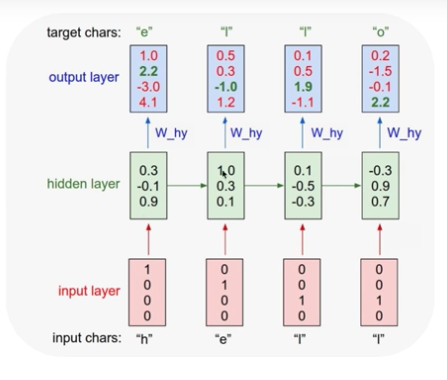 target chars: "e" "l" "l" "o"
output layer
1.0 0.5 0.1 0.2
2.2 0.3 0.5 -1.5
-3.0 -1.0 1.9 -0.1
4.1 1.2 -1.1 2.2
W_hy W_hy W_hy W_hy
hidden layer
0.3 1.0 0.1 -0.3
-0.1 0.3 -0.5 0.9
0.9 0.1 -0.3 0.7
input layer
1 0 0 0
0 1 0 0
0 0 1 1
0 0 0 0
input chars: "h" "e" "l" "l"